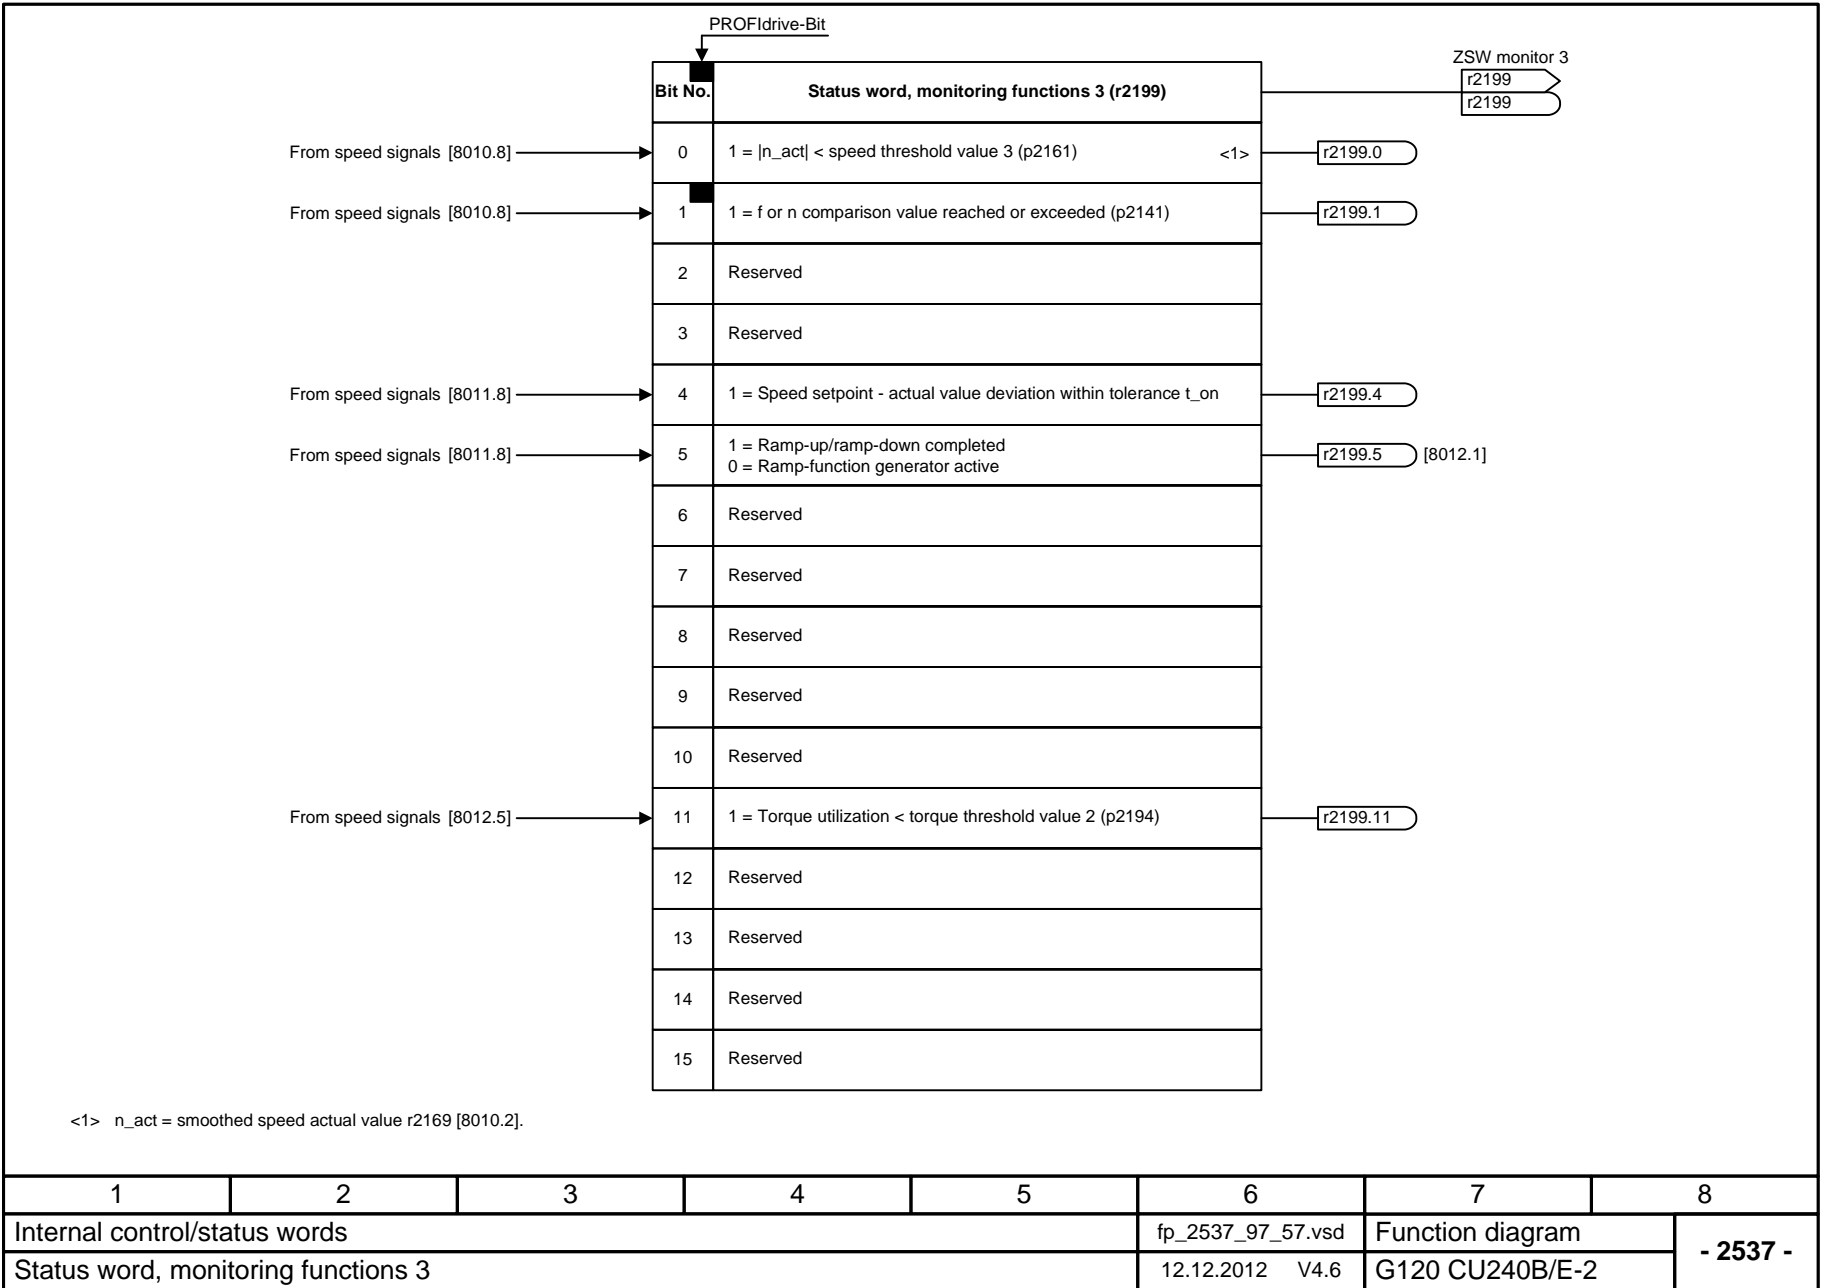 PROFIdrive-Bit
ZSW monitor 3
r2199
r2199
Bit No. Status word, monitoring functions 3 (r2199)
From speed signals [8010.8] 0 1 = |n_act| < speed threshold value 3 (p2161) <1> r2199.0
From speed signals [8010.8] 1 1 = f or n comparison value reached or exceeded (p2141) r2199.1
2 Reserved
3 Reserved
From speed signals [8011.8] 4 1 = Speed setpoint - actual value deviation within tolerance t_on r2199.4
From speed signals [8011.8] 5 1 = Ramp-up/ramp-down completed
0 = Ramp-function generator active r2199.5 [8012.1]
6 Reserved
7 Reserved
8 Reserved
9 Reserved
10 Reserved
From speed signals [8012.5] 11 1 = Torque utilization < torque threshold value 2 (p2194) r2199.11
12 Reserved
13 Reserved
14 Reserved
15 Reserved
<1> n_act = smoothed speed actual value r2169 [8010.2].
1 2 3 4 5 6 7 8
Internal control/status words fp_2537_97_57.vsd Function diagram - 2537 -
Status word, monitoring functions 3 12.12.2012 V4.6 G120 CU240B/E-2